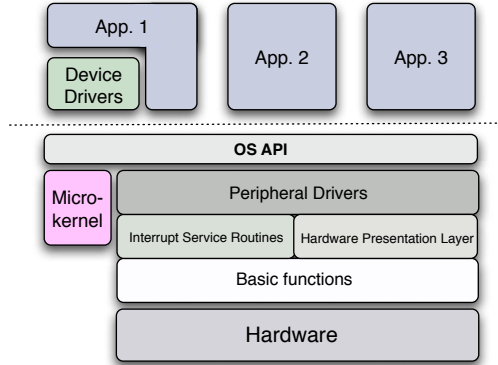 App. 1
App. 2
App. 3
Device
Drivers
OS API
Micro-
kernel
Peripheral Drivers
Interrupt Service Routines
Hardware Presentation Layer
Basic functions
Hardware